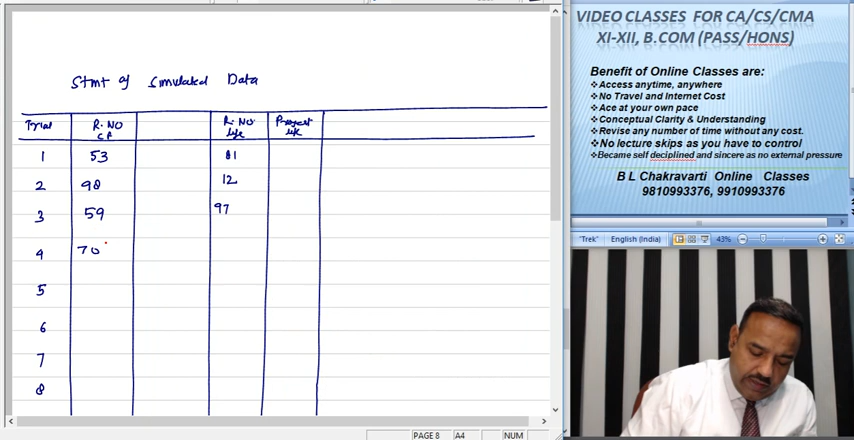 VIDEO CLASSES FOR CA/CS/CMA
XI-XII, B.COM (PASS/HONS)
Benefit of Online Classes are:
❖Access anytime, anywhere
❖No Travel and Internet Cost
❖Ace at your own pace
❖Conceptual Clarity & Understanding
❖Revise any number of time without any cost.
❖No lecture skips as you have to control
❖Became self deciplined and sincere as no external pressure
B L Chakravarti Online Classes
9810993376, 9910993376
"Trek" English (India) 43%
Stmt of Simulated Data
Trial R.NO CF R.NO life Project life
1 53 81
2 98 12
3 59 97
4 70
5
6
7
8
PAGE 8 A4 NUM